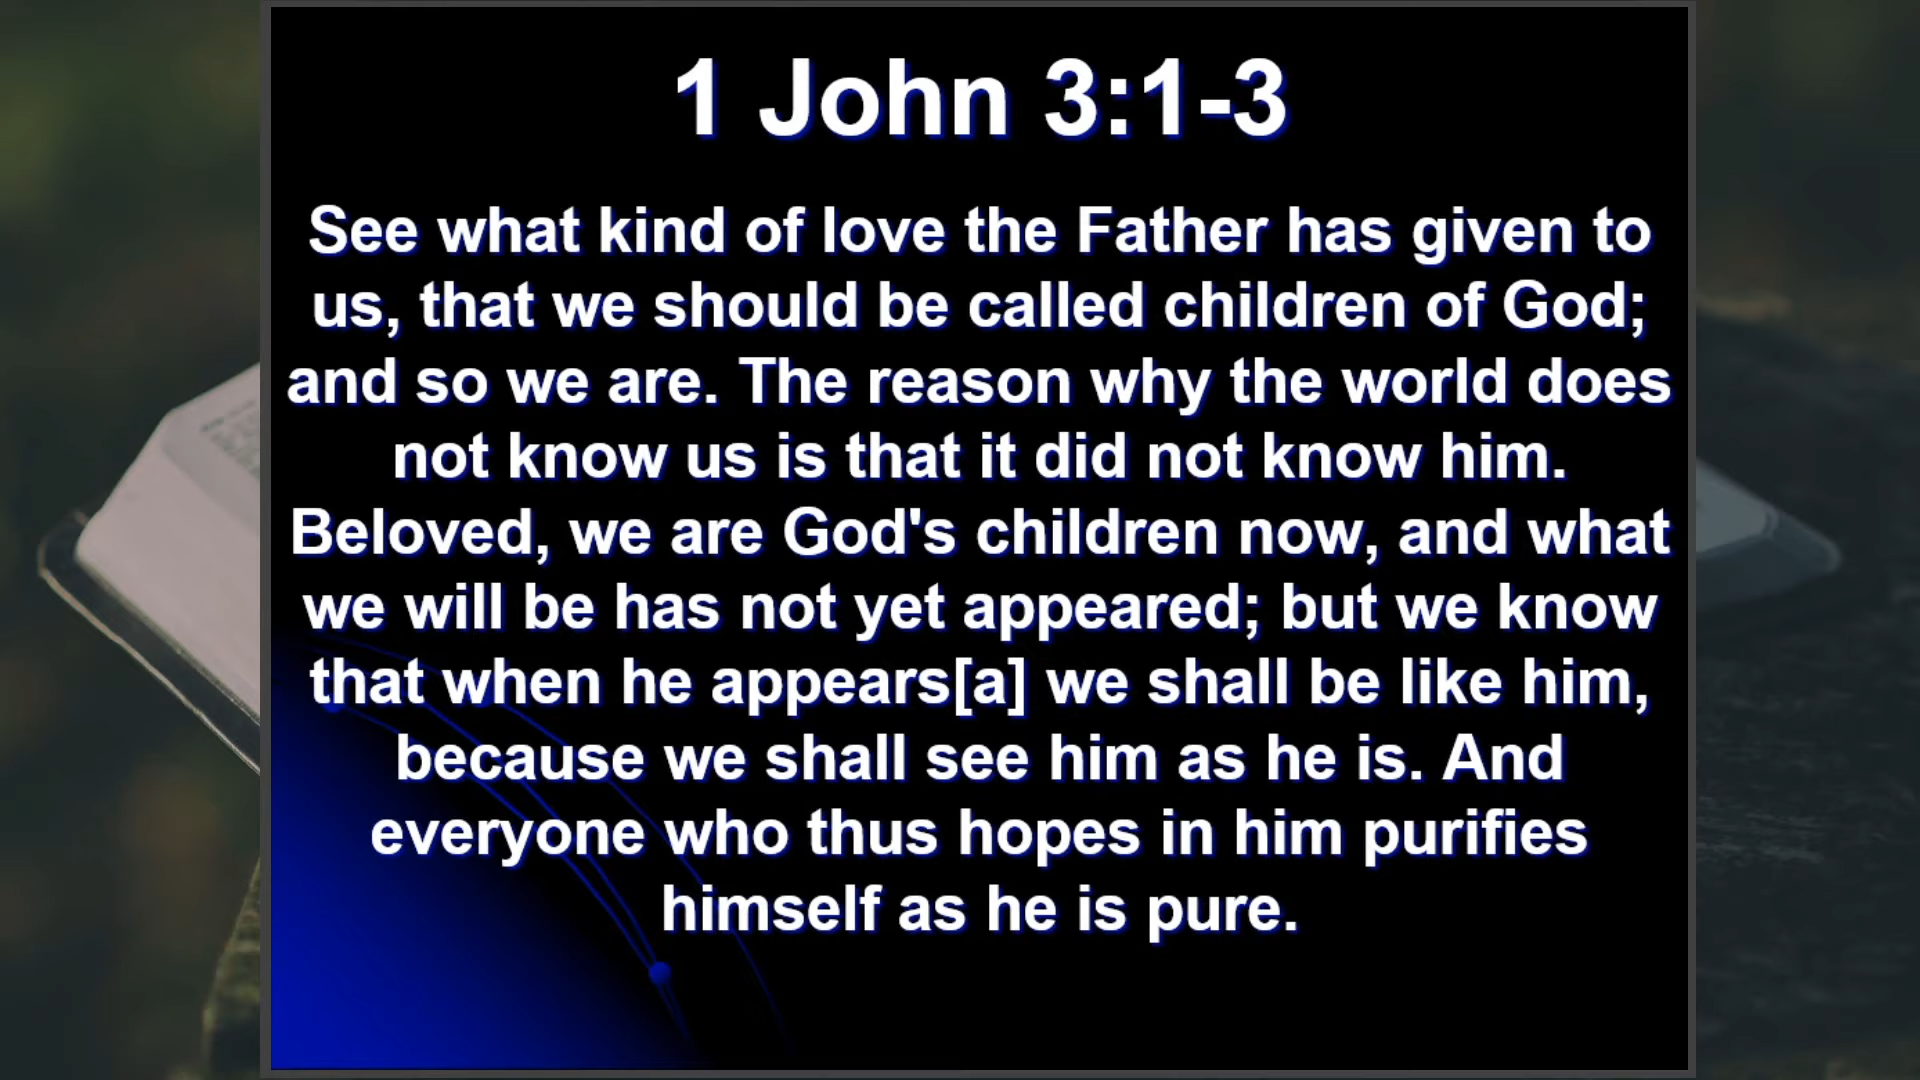 1 John 3:1-3
See what kind of love the Father has given to
us, that we should be called children of God;
and so we are. The reason why the world does
not know us is that it did not know him.
Beloved, we are God's children now, and what
we will be has not yet appeared; but we know
that when he appears[a] we shall be like him,
because we shall see him as he is. And
everyone who thus hopes in him purifies
himself as he is pure.